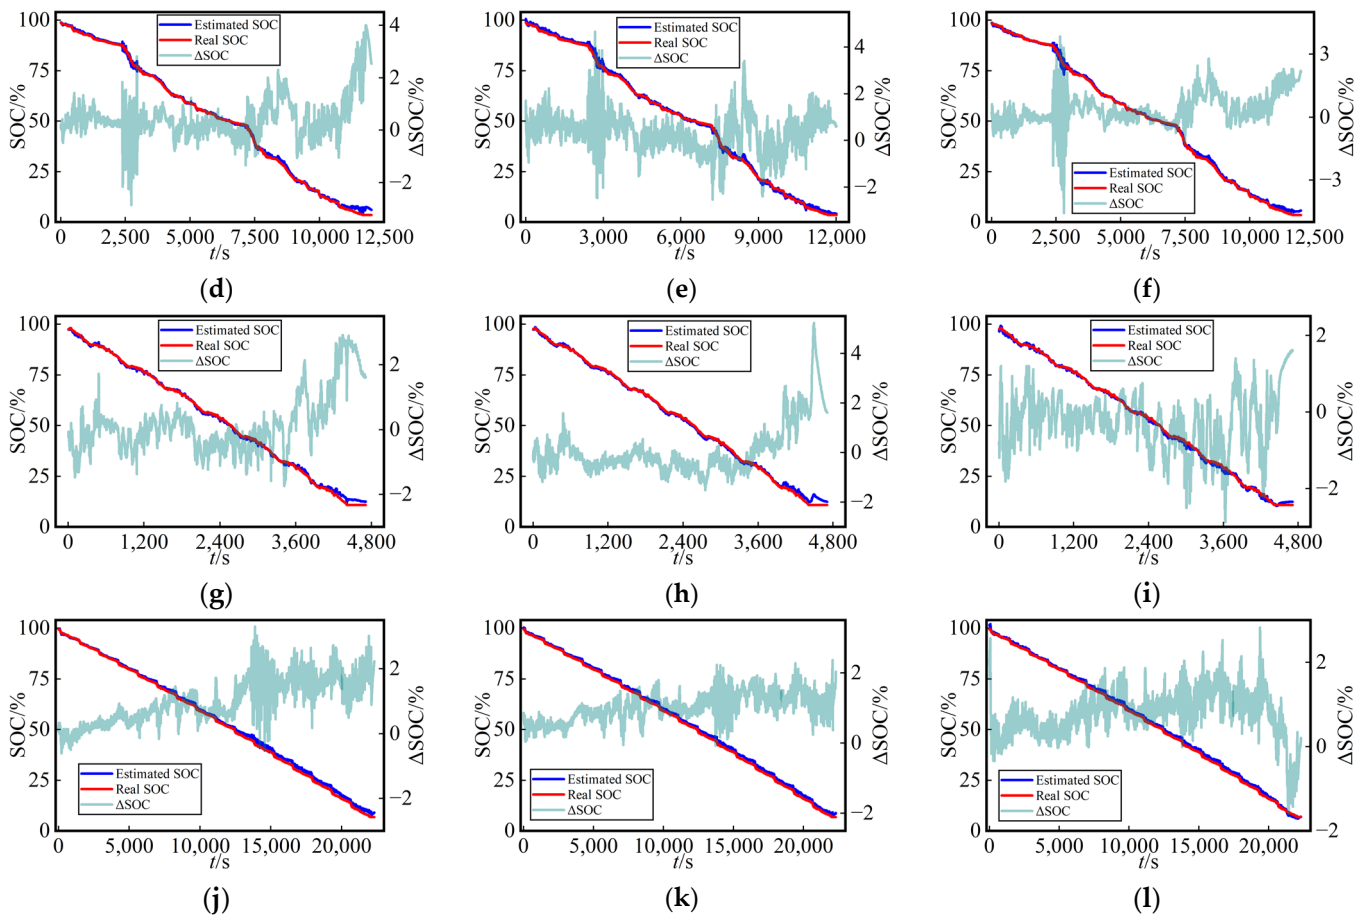 SOC/%
100
75
50
25
0
Estimated SOC
Real SOC
ΔSOC
4
2
0
−2
ΔSOC/%
0 2,500 5,000 7,500 10,000 12,500
t/s
(d)
SOC/%
100
75
50
25
0
Estimated SOC
Real SOC
ΔSOC
4
2
0
−2
ΔSOC/%
0 3,000 6,000 9,000 12,000
t/s
(e)
SOC/%
100
75
50
25
0
Estimated SOC
Real SOC
ΔSOC
3
0
−3
ΔSOC/%
0 2,500 5,000 7,500 10,000 12,500
t/s
(f)
SOC/%
100
75
50
25
0
Estimated SOC
Real SOC
ΔSOC
2
0
−2
ΔSOC/%
0 1,200 2,400 3,600 4,800
t/s
(g)
SOC/%
100
75
50
25
0
Estimated SOC
Real SOC
ΔSOC
4
2
0
−2
ΔSOC/%
0 1,200 2,400 3,600 4,800
t/s
(h)
SOC/%
100
75
50
25
0
Estimated SOC
Real SOC
ΔSOC
2
0
−2
ΔSOC/%
0 1,200 2,400 3,600 4,800
t/s
(i)
SOC/%
100
75
50
25
0
Estimated SOC
Real SOC
ΔSOC
2
0
−2
ΔSOC/%
0 5,000 10,000 15,000 20,000
t/s
(j)
SOC/%
100
75
50
25
0
Estimated SOC
Real SOC
ΔSOC
2
0
−2
ΔSOC/%
0 5,000 10,000 15,000 20,000
t/s
(k)
SOC/%
100
75
50
25
0
Estimated SOC
Real SOC
ΔSOC
2
0
−2
ΔSOC/%
0 5,000 10,000 15,000 20,000
t/s
(l)